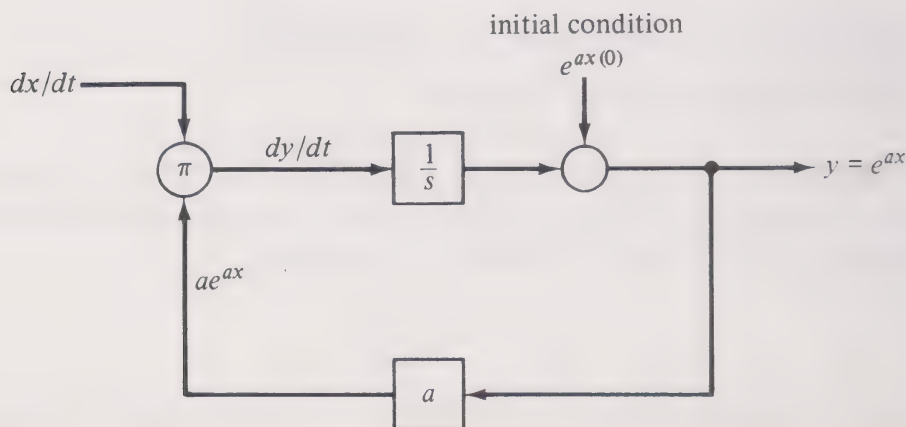 initial condition
e^{ax(0)}
dx/dt
π
dy/dt
1/s
y = e^{ax}
ae^{ax}
a